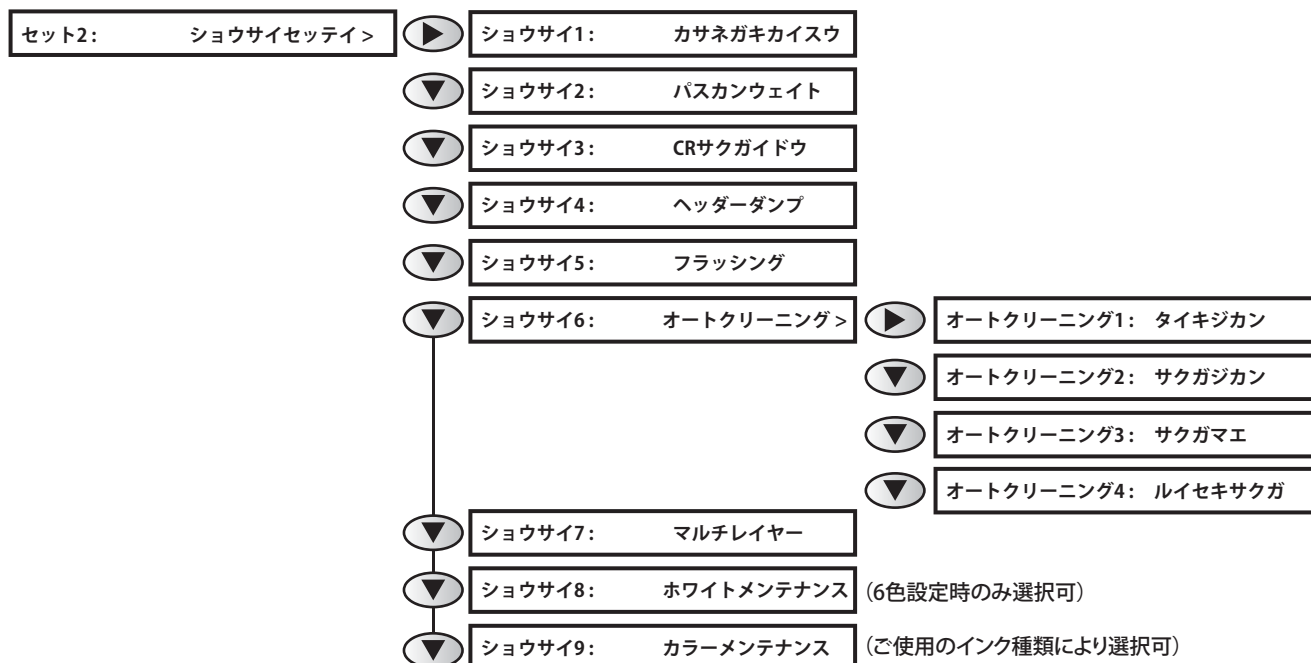 セット2: ショウサイセッテイ >
ショウサイ1: カサネガキカイスウ
ショウサイ2: パスカンウェイト
ショウサイ3: CRサクガイドウ
ショウサイ4: ヘッダーダンプ
ショウサイ5: フラッシング
ショウサイ6: オートクリーニング >
オートクリーニング1: タイキジカン
オートクリーニング2: サクガジカン
オートクリーニング3: サクガマエ
オートクリーニング4: ルイセキサクガ
ショウサイ7: マルチレイヤー
ショウサイ8: ホワイトメンテナンス (6色設定時のみ選択可)
ショウサイ9: カラーメンテナンス (ご使用のインク種類により選択可)